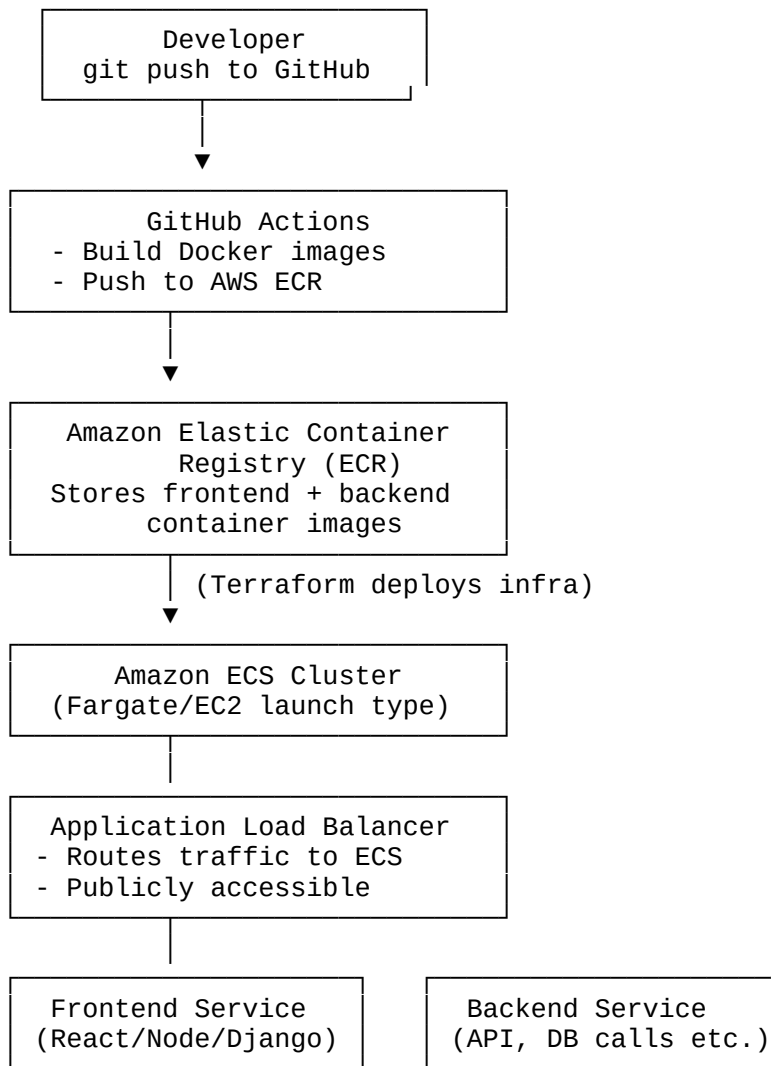 Developer
git push to GitHub
GitHub Actions
- Build Docker images
- Push to AWS ECR
Amazon Elastic Container
Registry (ECR)
Stores frontend + backend
container images
(Terraform deploys infra)
Amazon ECS Cluster
(Fargate/EC2 launch type)
Application Load Balancer
- Routes traffic to ECS
- Publicly accessible
Frontend Service
(React/Node/Django)
Backend Service
(API, DB calls etc.)